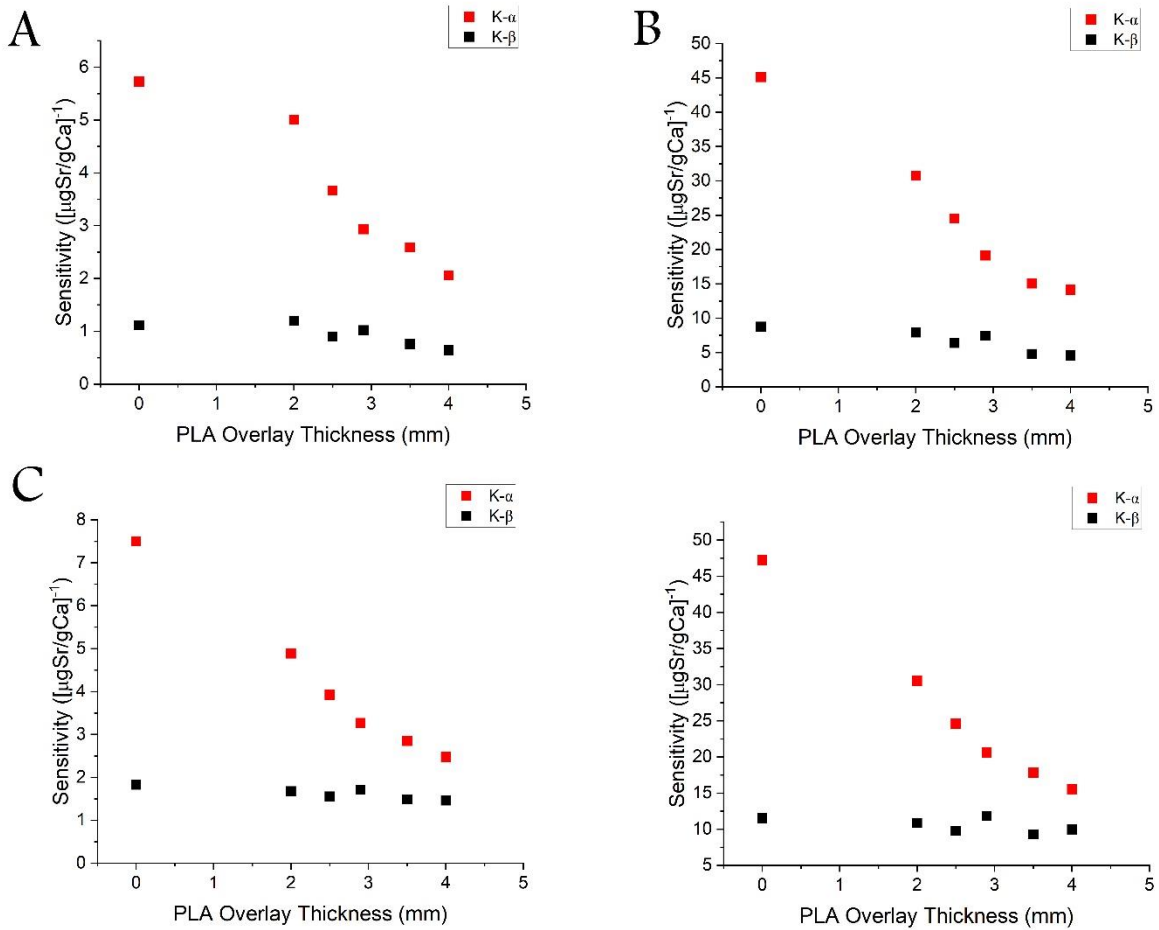 A
K-α
K-β
6
5
4
3
2
1
0
Sensitivity ([μgSr/gCa]⁻¹)
0 1 2 3 4 5
PLA Overlay Thickness (mm)
B
K-α
K-β
50
45
40
35
30
25
20
15
10
5
0
Sensitivity ([μgSr/gCa]⁻¹)
0 1 2 3 4 5
PLA Overlay Thickness (mm)
C
K-α
K-β
8
7
6
5
4
3
2
1
0
Sensitivity ([μgSr/gCa]⁻¹)
0 1 2 3 4 5
PLA Overlay Thickness (mm)
K-α
K-β
50
45
40
35
30
25
20
15
10
5
Sensitivity ([μgSr/gCa]⁻¹)
0 1 2 3 4 5
PLA Overlay Thickness (mm)